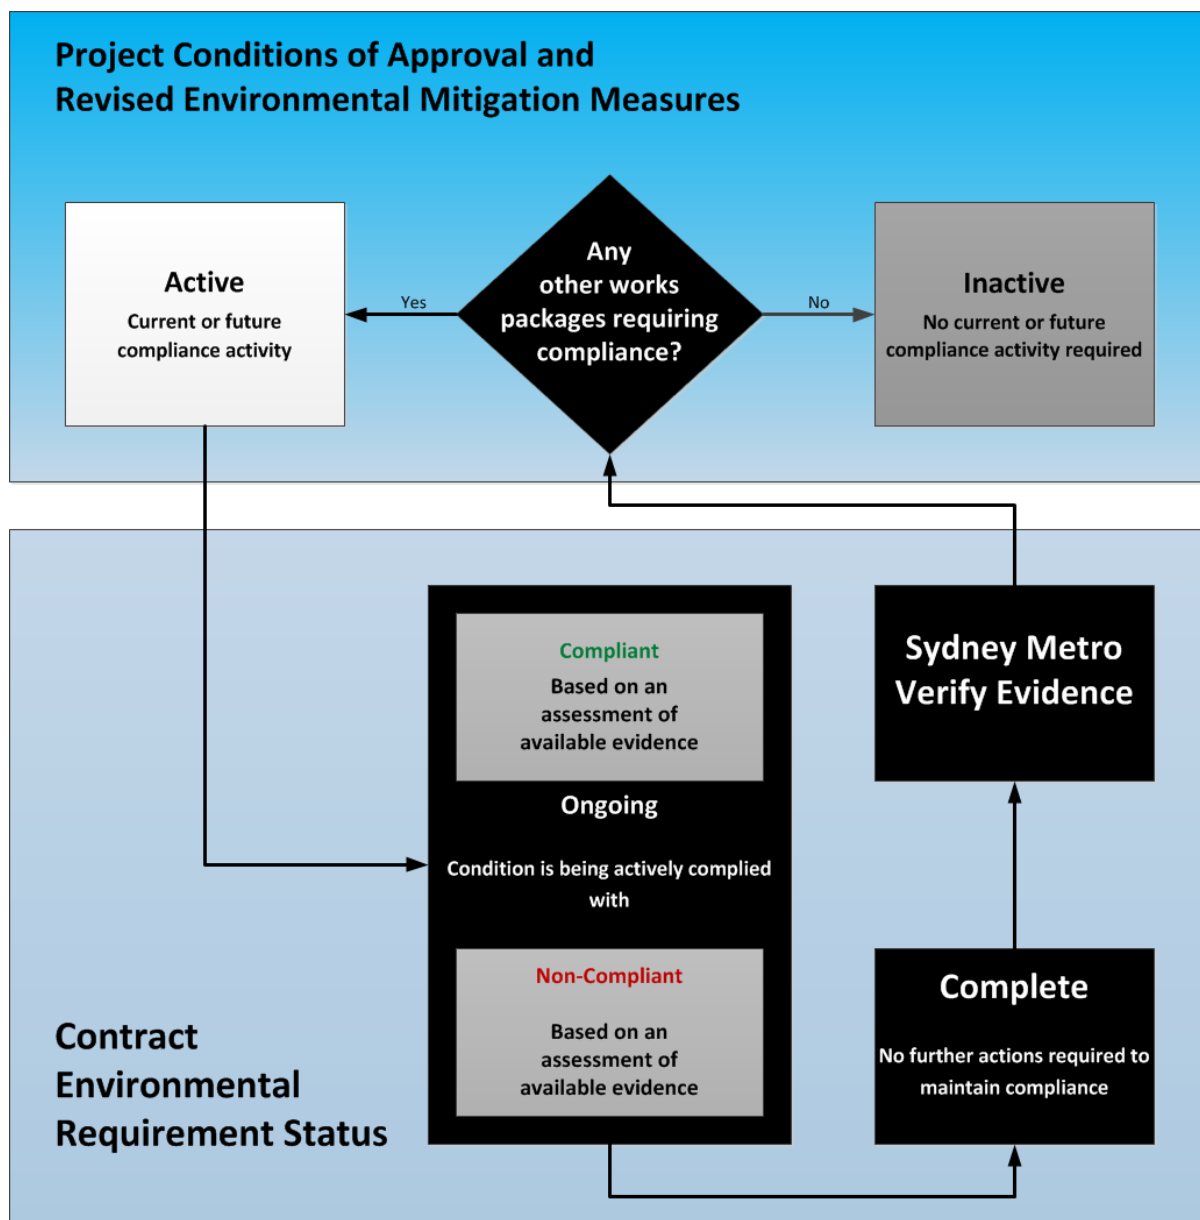 Project Conditions of Approval and
Revised Environmental Mitigation Measures
Active
Current or future
compliance activity
Yes
Any
other works
packages requiring
compliance?
No
Inactive
No current or future
compliance activity required
Compliant
Based on an
assessment of
available evidence
Ongoing
Condition is being actively complied
with
Non-Compliant
Based on an
assessment of
available evidence
Sydney Metro
Verify Evidence
Complete
No further actions required to
maintain compliance
Contract
Environmental
Requirement Status